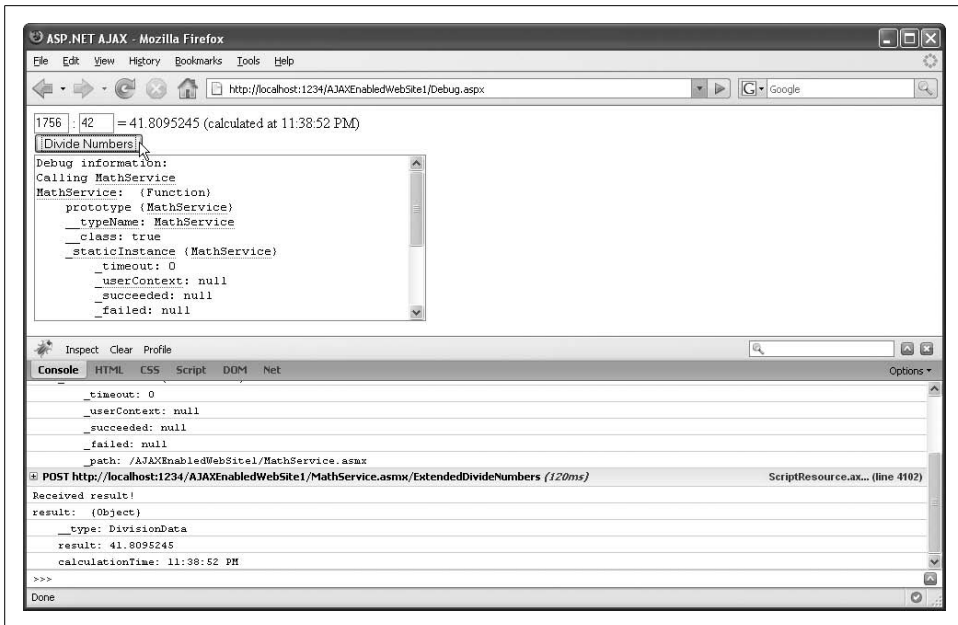 ASP.NET AJAX - Mozilla Firefox
File Edit View History Bookmarks Tools Help
http://localhost:1234/AJAXEnabledWebSite1/Debug.aspx
G Google
1756 : 42 = 41.8095245 (calculated at 11:38:52 PM)
Divide Numbers
Debug information:
Calling MathService
MathService: (Function)
prototype {MathService}
__typeName: MathService
__class: true
_staticInstance {MathService}
_timeout: 0
_userContext: null
_succeeded: null
_failed: null
Inspect Clear Profile
Console HTML CSS Script DOM Net Options
_timeout: 0
_userContext: null
_succeeded: null
_failed: null
_path: /AJAXEnabledWebSite1/MathService.asmx
POST http://localhost:1234/AJAXEnabledWebSite1/MathService.asmx/ExtendedDivideNumbers (120ms) ScriptResource.ax... (line 4102)
Received result!
result: (Object)
__type: DivisionData
result: 41.8095245
calculationTime: 11:38:52 PM
>>>
Done